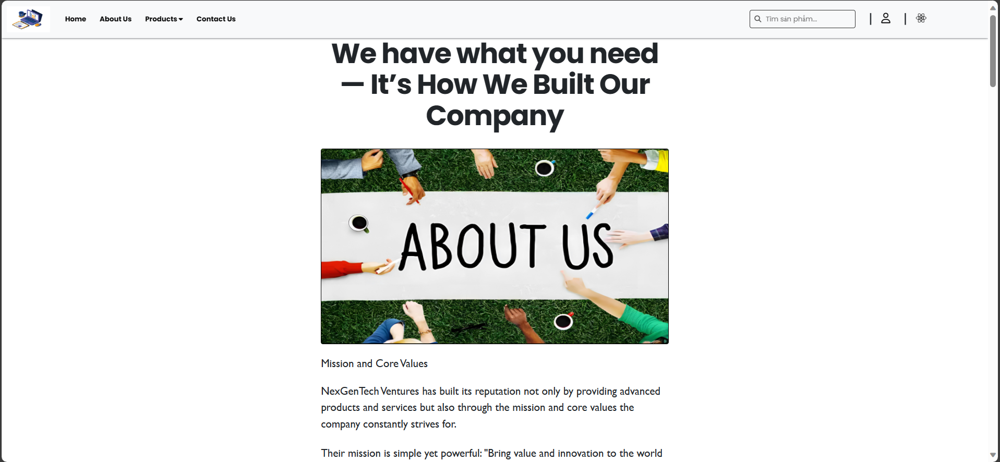 Home About Us Products Contact Us Tìm sản phẩm...
We have what you need
— It’s How We Built Our
Company
ABOUT US
Mission and Core Values
NexGenTech Ventures has built its reputation not only by providing advanced
products and services but also through the mission and core values the
company constantly strives for.
Their mission is simple yet powerful: "Bring value and innovation to the world